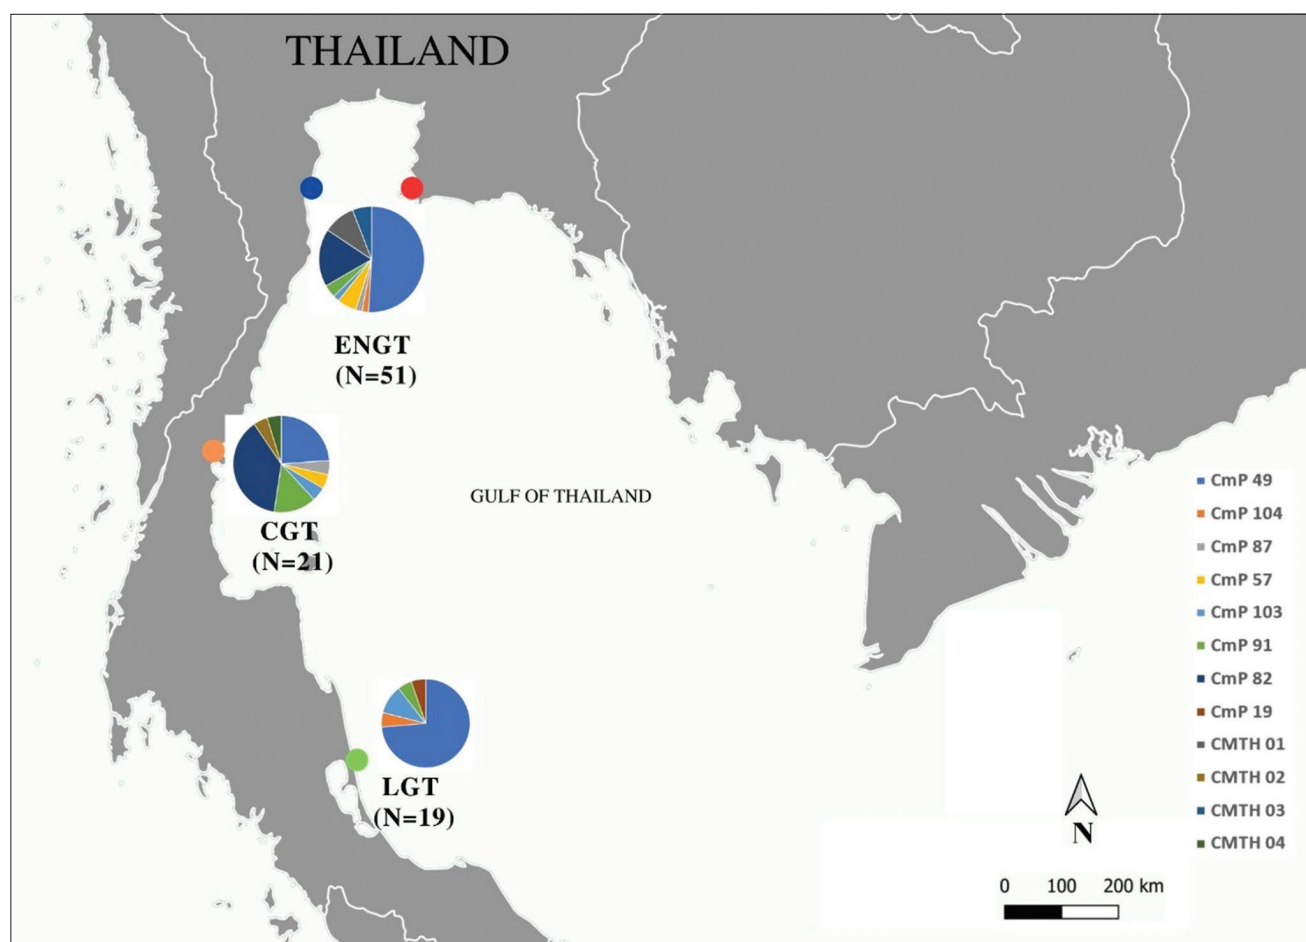 THAILAND
ENGT
(N=51)
CGT
(N=21)
GULF OF THAILAND
LGT
(N=19)
CmP 49
CmP 104
CmP 87
CmP 57
CmP 103
CmP 91
CmP 82
CmP 19
CMTH 01
CMTH 02
CMTH 03
CMTH 04
N
0 100 200 km